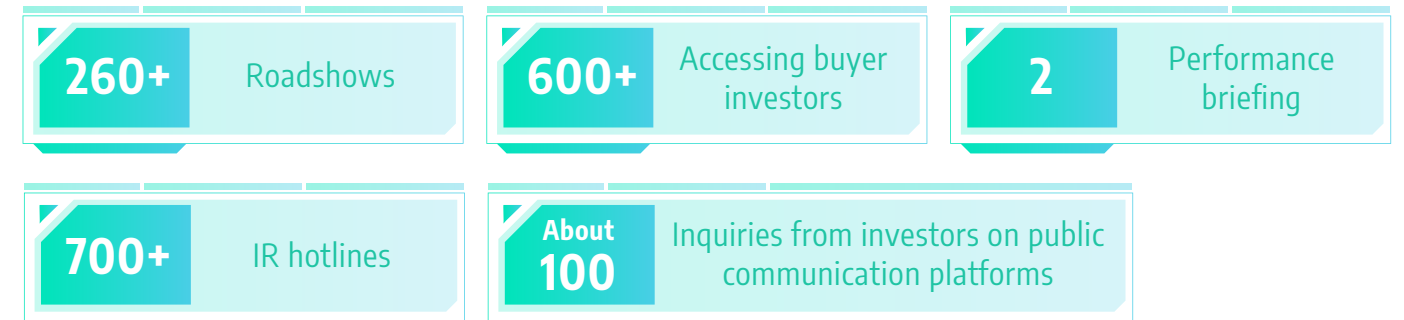 260+
Roadshows
600+
Accessing buyer
investors
2
Performance
briefing
700+
IR hotlines
About
100
Inquiries from investors on public
communication platforms